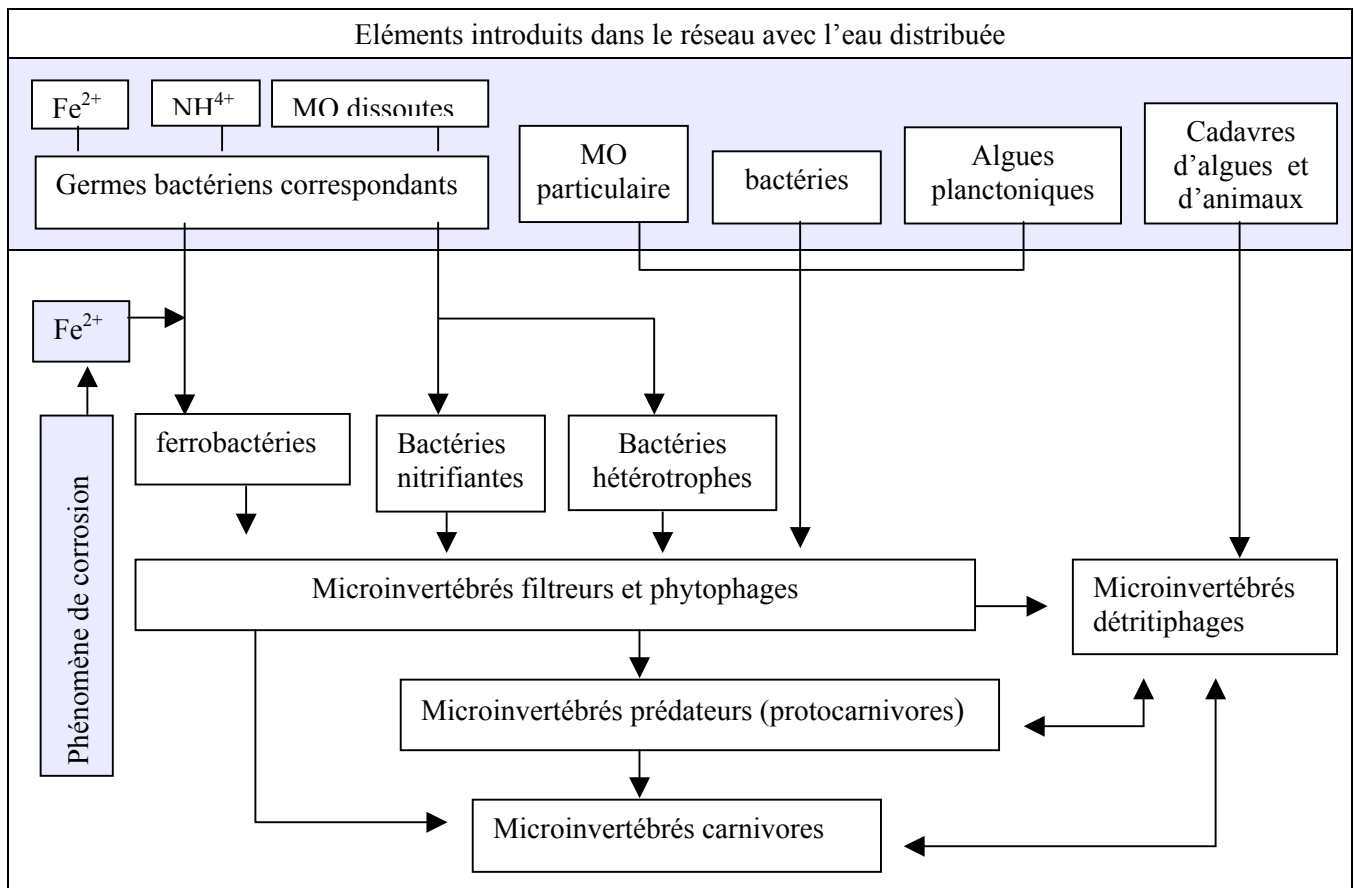 Eléments introduits dans le réseau avec l’eau distribuée
Fe²⁺
NH⁴⁺
MO dissoutes
Germes bactériens correspondants
MO
particulaire
bactéries
Algues
planctoniques
Cadavres
d’algues et
d’animaux
Fe²⁺
Phénomène de corrosion
ferrobactéries
Bactéries
nitrifiantes
Bactéries
hétérotrophes
Microinvertébrés filtreurs et phytophages
Microinvertébrés
détritiphages
Microinvertébrés prédateurs (protocarnivores)
Microinvertébrés carnivores